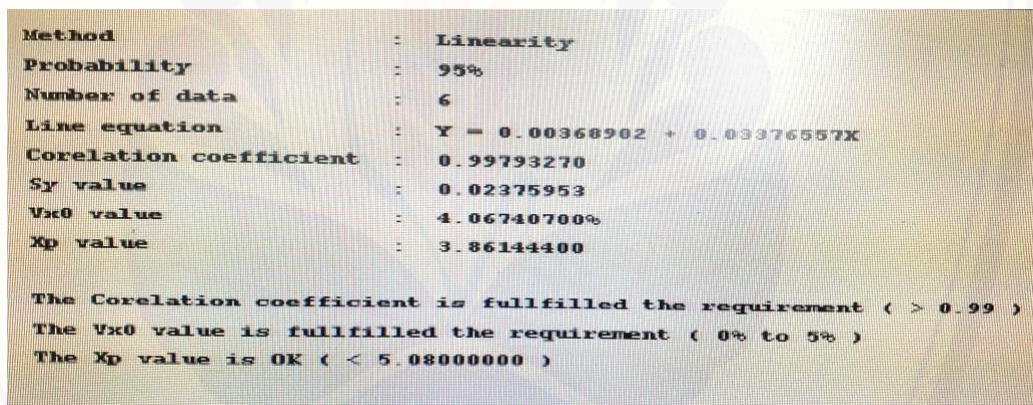 Method : Linearity
Probability : 95%
Number of data : 6
Line equation : Y = 0.00368902 + 0.03376557X
Corelation coefficient : 0.99793270
Sy value : 0.02375953
Vx0 value : 4.06740700%
Xp value : 3.86144400
The Corelation coefficient is fullfilled the requirement ( > 0.99 )
The Vx0 value is fullfilled the requirement ( 0% to 5% )
The Xp value is OK ( < 5.08000000 )